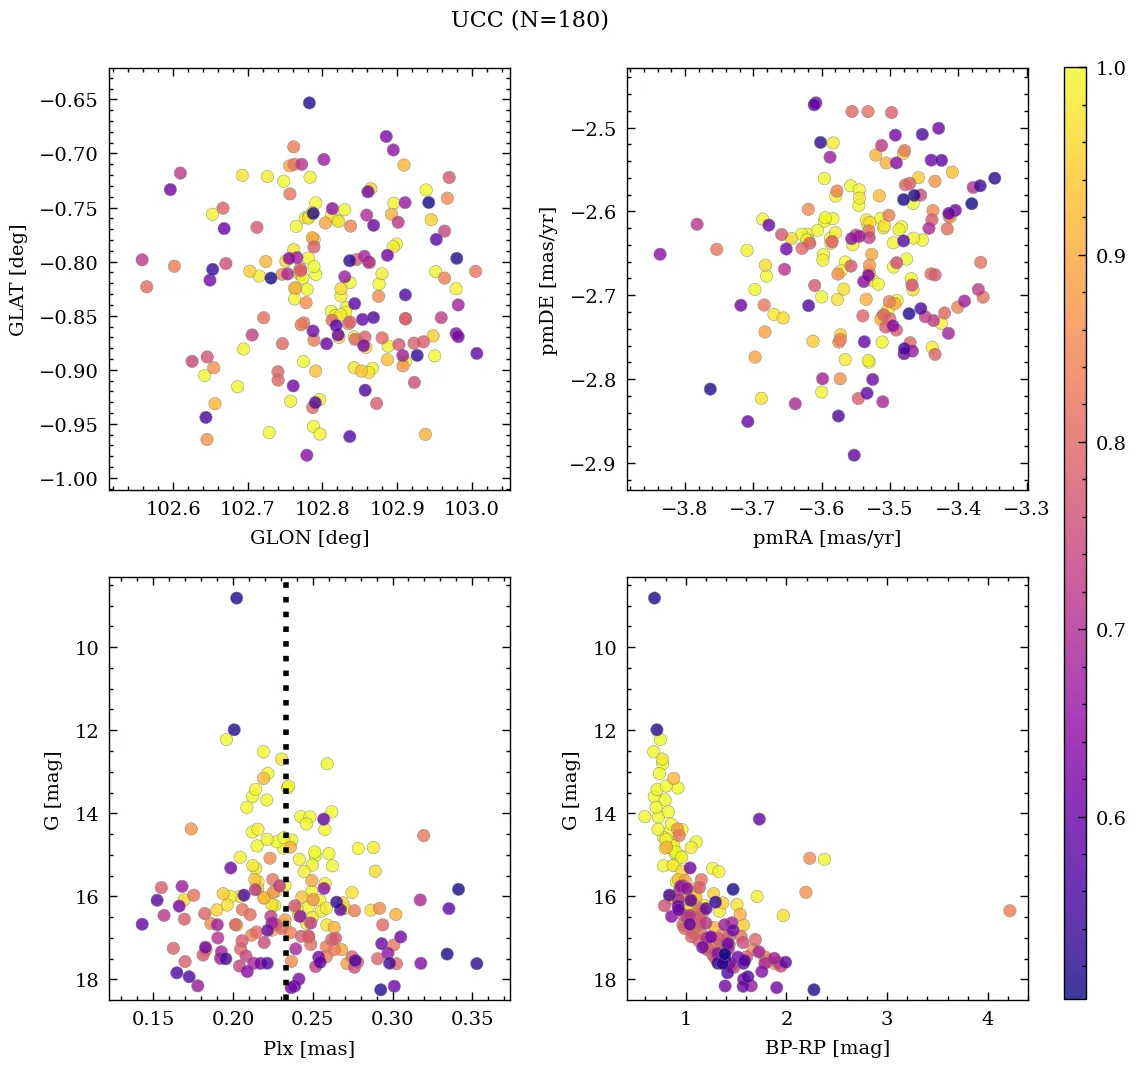 UCC (N=180)
−0.65
−0.70
−0.75
−0.80
−0.85
−0.90
−0.95
−1.00
GLAT [deg]
102.6 102.7 102.8 102.9 103.0
GLON [deg]
−2.5
−2.6
−2.7
−2.8
−2.9
pmDE [mas/yr]
−3.8 −3.7 −3.6 −3.5 −3.4 −3.3
pmRA [mas/yr]
10
12
14
16
18
G [mag]
0.15 0.20 0.25 0.30 0.35
Plx [mas]
10
12
14
16
18
G [mag]
1 2 3 4
BP-RP [mag]
1.0
0.9
0.8
0.7
0.6